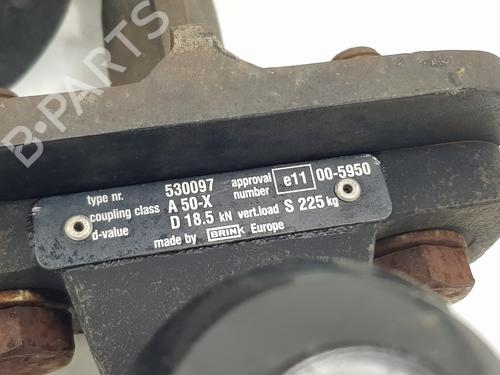 type nr. 530097 approval number e11 00-5950
coupling class A 50-X
d-value D 18.5 kN vert.load S 225 kg
made by BRINK Europe
B-PARTS